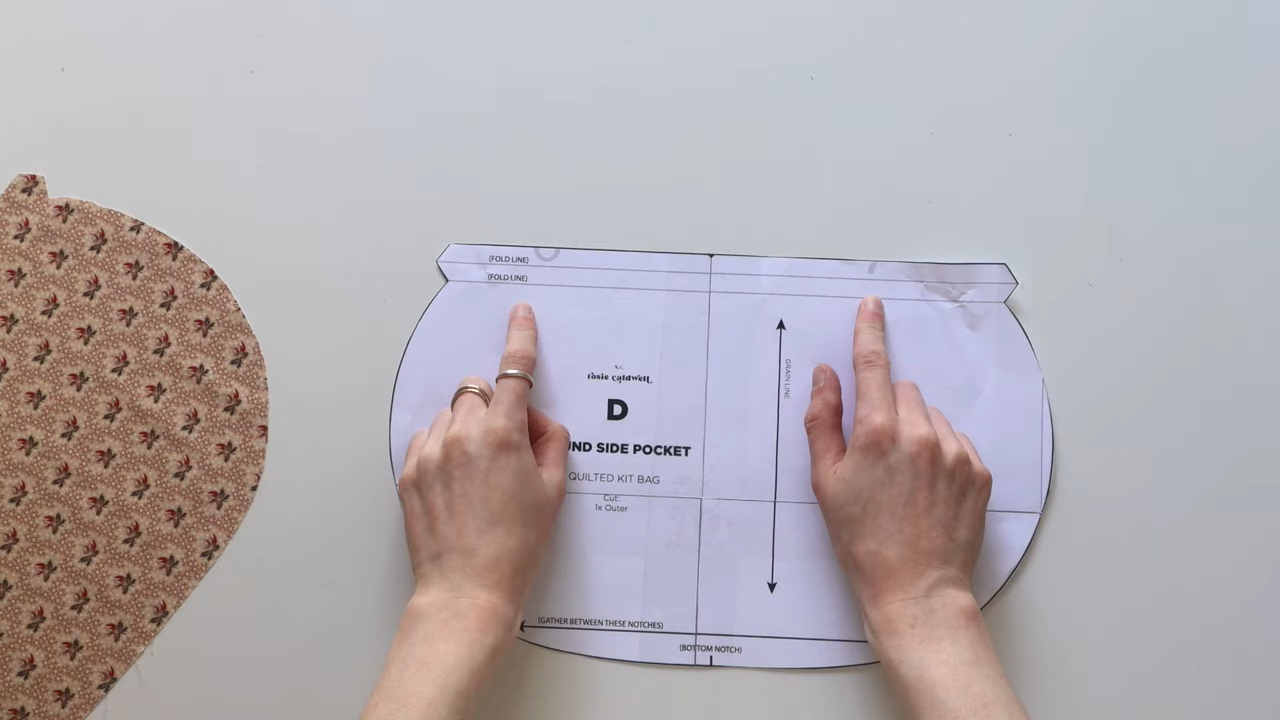 (FOLD LINE)
(FOLD LINE)
rosie caldwell
GRAIN LINE
D
UND SIDE POCKET
QUILTED KIT BAG
Cut:
1x Outer
(GATHER BETWEEN THESE NOTCHES)
(BOTTOM NOTCH)